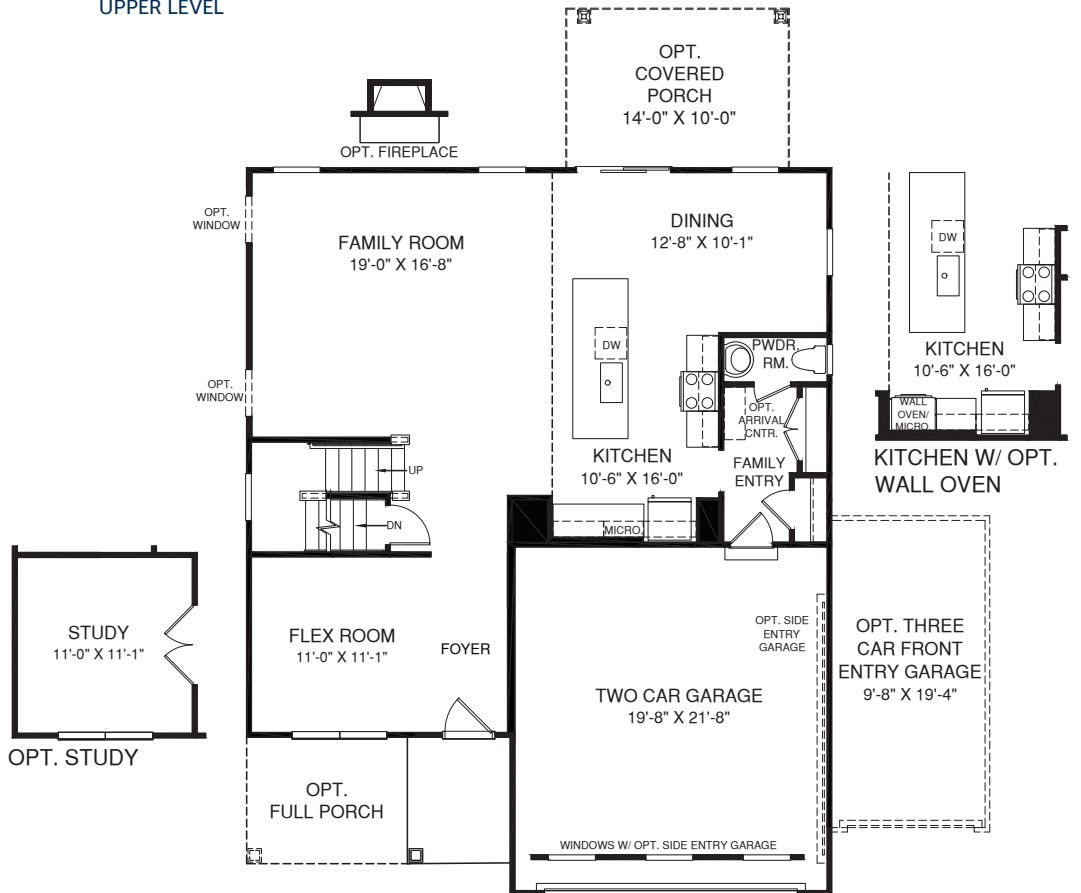 UPPER LEVEL
OPT.
COVERED
PORCH
14'-0" X 10'-0"
OPT. FIREPLACE
OPT.
WINDOW
FAMILY ROOM
19'-0" X 16'-8"
DINING
12'-8" X 10'-1"
DW
PWDR.
RM.
OPT.
WINDOW
OPT.
ARRIVAL
CNTR.
KITCHEN
10'-6" X 16'-0"
FAMILY
ENTRY
UP
DN
MICRO.
DW
KITCHEN
10'-6" X 16'-0"
WALL
OVEN/
MICRO.
KITCHEN W/ OPT.
WALL OVEN
STUDY
11'-0" X 11'-1"
OPT. STUDY
FLEX ROOM
11'-0" X 11'-1"
FOYER
OPT. SIDE
ENTRY
GARAGE
TWO CAR GARAGE
19'-8" X 21'-8"
OPT. THREE
CAR FRONT
ENTRY GARAGE
9'-8" X 19'-4"
OPT.
FULL PORCH
WINDOWS W/ OPT. SIDE ENTRY GARAGE